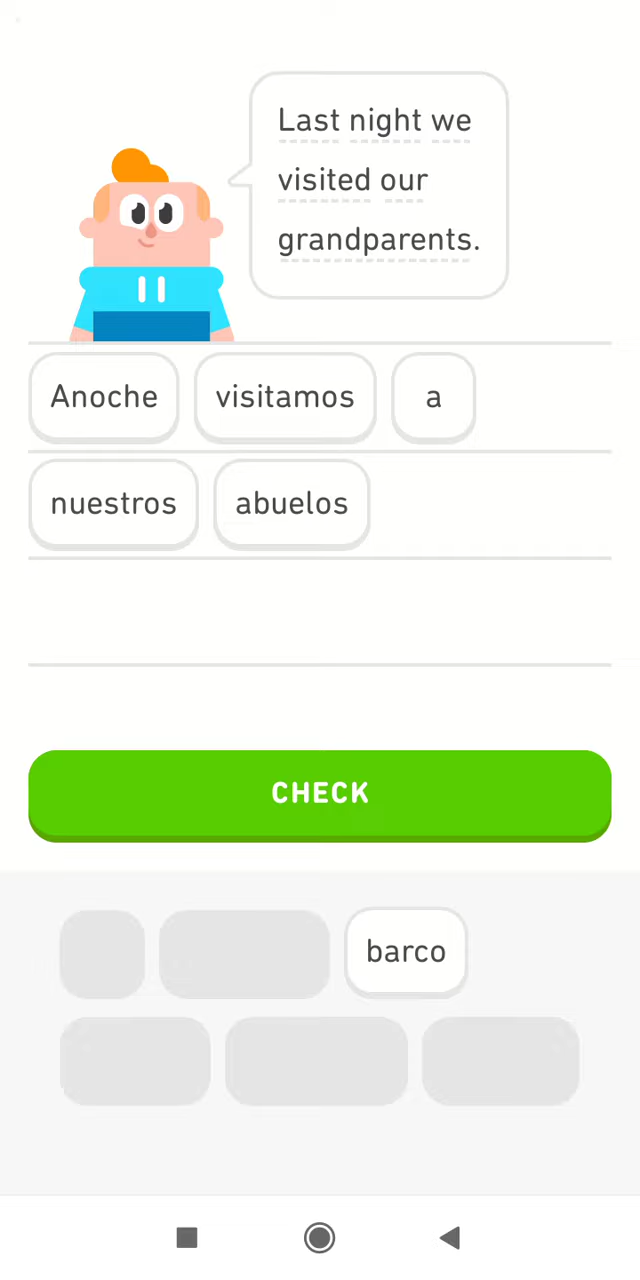 Last night we
visited our
grandparents.
Anoche visitamos a
nuestros abuelos
CHECK
barco